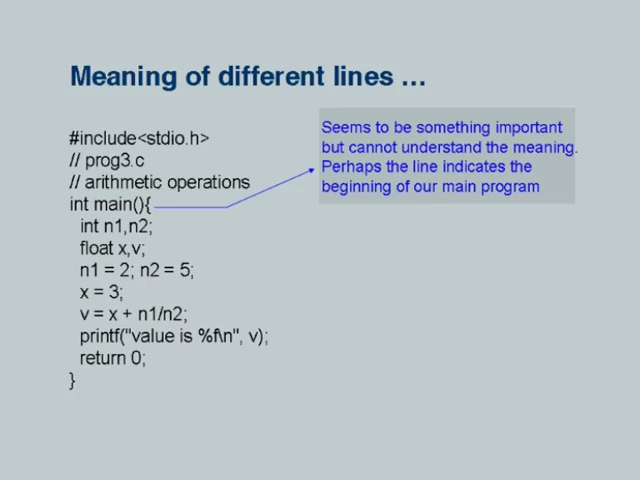 Meaning of different lines …
#include<stdio.h>
// prog3.c
// arithmetic operations
int main(){
int n1,n2;
float x,v;
n1 = 2; n2 = 5;
x = 3;
v = x + n1/n2;
printf("value is %f\n", v);
return 0;
}
Seems to be something important
but cannot understand the meaning.
Perhaps the line indicates the
beginning of our main program